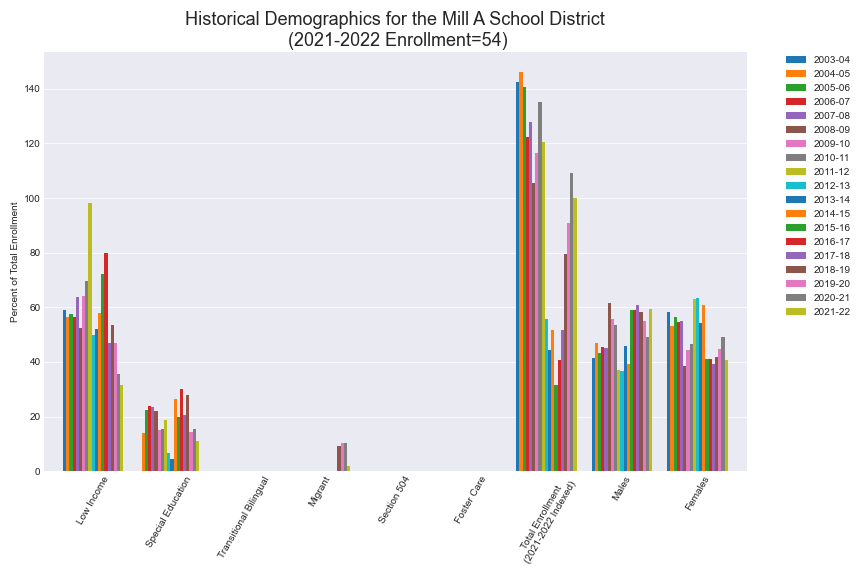 Historical Demographics for the Mill A School District
(2021-2022 Enrollment=54)
Percent of Total Enrollment
140
120
100
80
60
40
20
0
Low Income
Special Education
Transitional Bilingual
Migrant
Section 504
Foster Care
Total Enrollment
(2021-2022 Indexed)
Males
Females
2003-04
2004-05
2005-06
2006-07
2007-08
2008-09
2009-10
2010-11
2011-12
2012-13
2013-14
2014-15
2015-16
2016-17
2017-18
2018-19
2019-20
2020-21
2021-22